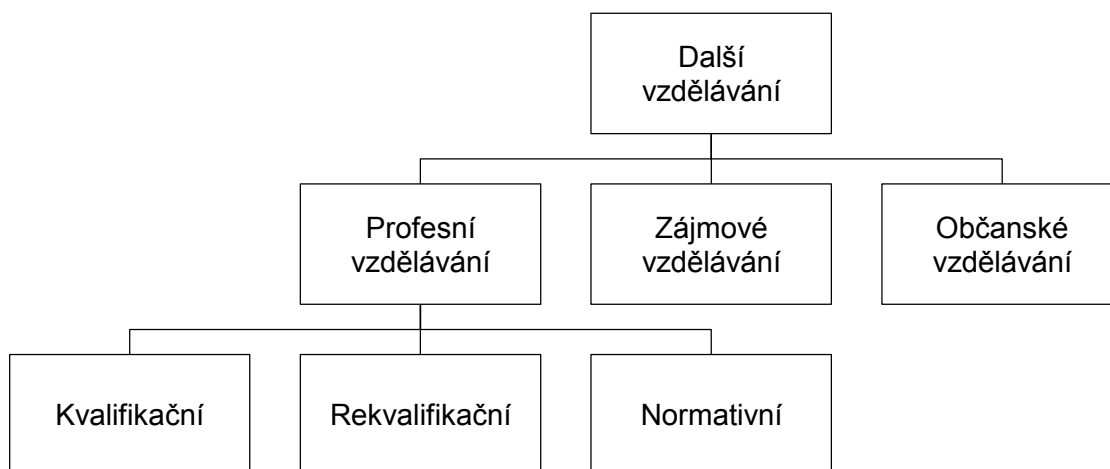 Další
vzdělávání
Profesní
vzdělávání
Zájmové
vzdělávání
Občanské
vzdělávání
Kvalifikační
Rekvalifikační
Normativní